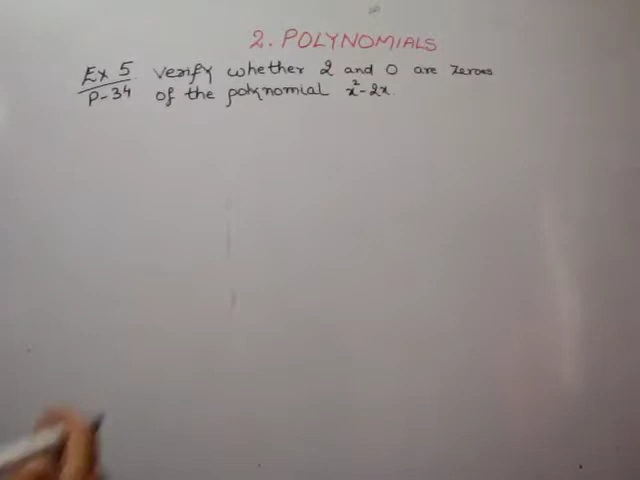 2. POLYNOMIALS
Ex 5 Verify whether 2 and 0 are zeroes
P-34 of the polynomial x²-2x.